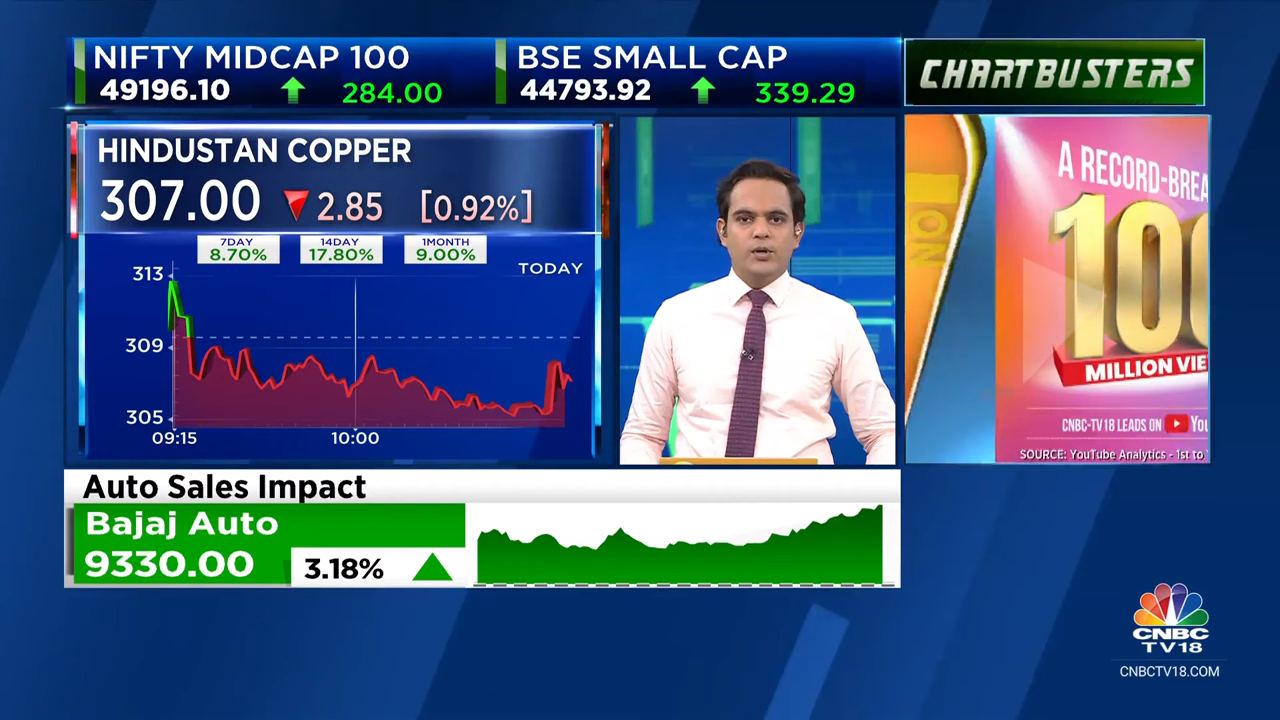 NIFTY MIDCAP 100
49196.10 284.00
BSE SMALL CAP
44793.92 339.29
CHARTBUSTERS
HINDUSTAN COPPER
307.00 2.85 [0.92%]
7DAY
8.70%
14DAY
17.80%
1MONTH
9.00%
TODAY
313
309
305
09:15 10:00
NO1
A RECORD-BREA
100
MILLION VIE
CNBC-TV18 LEADS ON You
SOURCE: YouTube Analytics - 1st to
Auto Sales Impact
Bajaj Auto
9330.00 3.18%
CNBC
TV18
CNBCTV18.COM